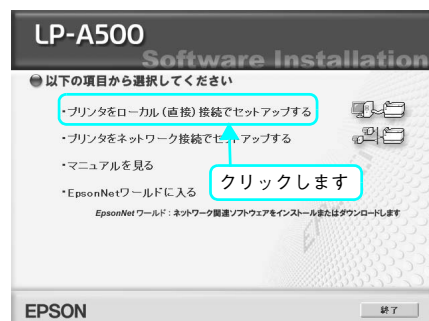 LP-A500
Software Installation
以下の項目から選択してください
・プリンタをローカル(直接)接続でセットアップする
・プリンタをネットワーク接続でセットアップする
・マニュアルを見る
クリックします
・EpsonNetワールドに入る
EpsonNet ワールド:ネットワーク関連ソフトウェアをインストールまたはダウンロードします
EPSON
終了